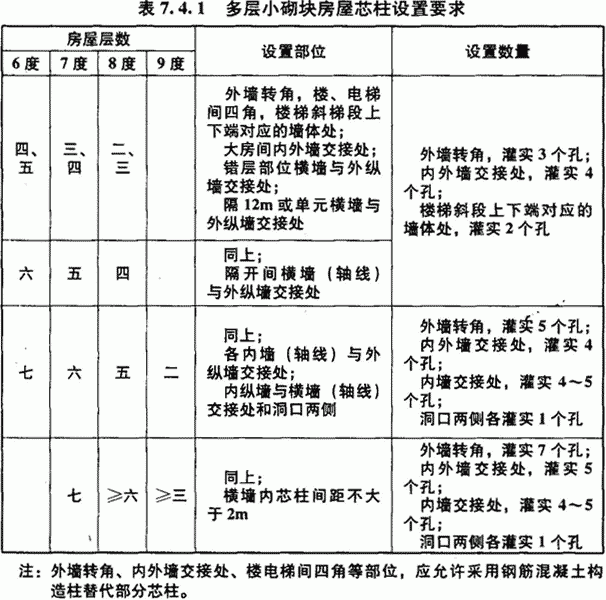 表 7.4.1 多层小砌块房屋芯柱设置要求
房屋层数
设置部位
设置数量
6度 7度 8度 9度
四、五
三、四
二、三
外墙转角，楼、电梯
间四角，楼梯斜梯段上
下端对应的墙体处；
大房间内外墙交接处；
错层部位横墙与外纵
墙交接处；
隔 12m 或单元横墙与
外纵墙交接处
外墙转角，灌实 3 个孔；
内外墙交接处，灌实 4
个孔；
楼梯斜段上下端对应的
墙体处，灌实 2 个孔
六
五
四
同上；
隔开间横墙（轴线）
与外纵墙交接处
七
六
五
二
同上；
各内墙（轴线）与外
纵墙交接处；
内纵墙与横墙（轴线）
交接处和洞口两侧
外墙转角，灌实 5 个孔；
内外墙交接处，灌实 4
个孔；
内墙交接处，灌实 4～5
个孔；
洞口两侧各灌实 1 个孔
七
≥六
≥三
同上；
横墙内芯柱间距不大
于 2m
外墙转角，灌实 7 个孔；
内外墙交接处，灌实 5
个孔；
内墙交接处，灌实 4～5
个孔；
洞口两侧各灌实 1 个孔
注：外墙转角、内外墙交接处、楼电梯间四角等部位，应允许采用钢筋混凝土构
造柱替代部分芯柱。